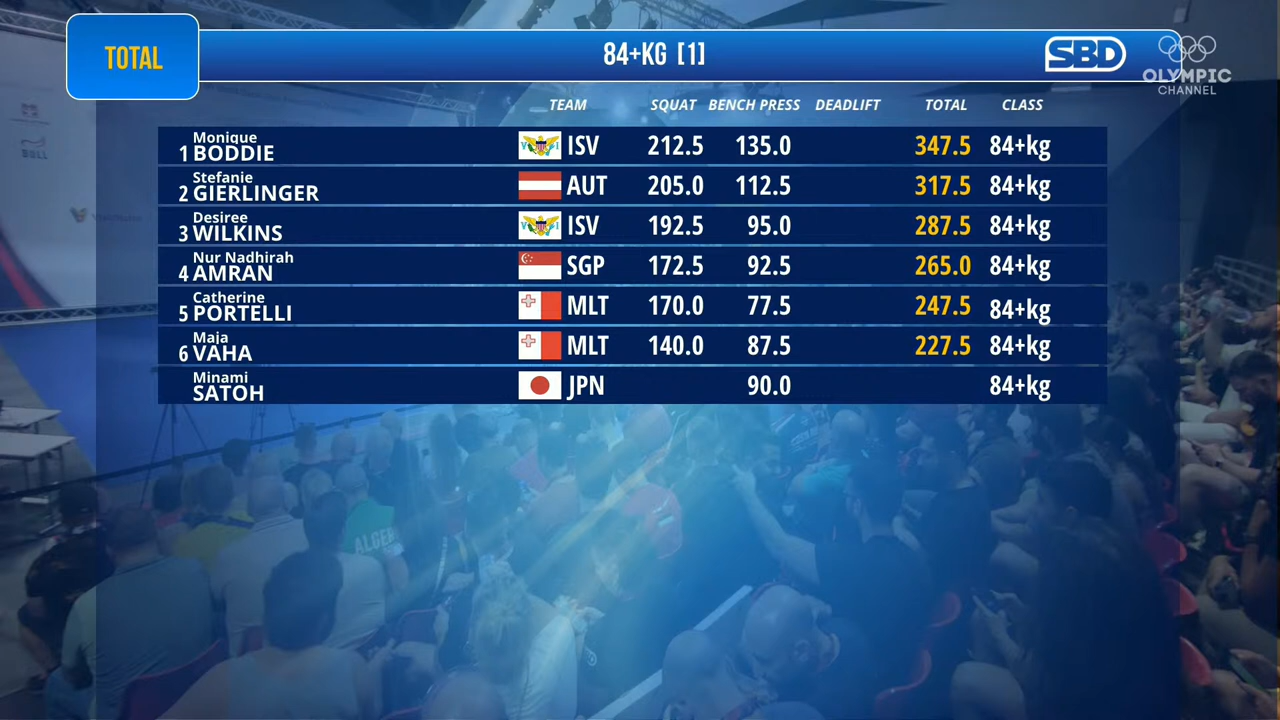 TOTAL
84+KG [1]
SBD
OLYMPIC
CHANNEL
TEAM SQUAT BENCH PRESS DEADLIFT TOTAL CLASS
Monique
1 BODDIE ISV 212.5 135.0 347.5 84+kg
Stefanie
2 GIERLINGER AUT 205.0 112.5 317.5 84+kg
Desiree
3 WILKINS ISV 192.5 95.0 287.5 84+kg
Nur Nadhirah
4 AMRAN SGP 172.5 92.5 265.0 84+kg
Catherine
5 PORTELLI MLT 170.0 77.5 247.5 84+kg
Maja
6 VAHA MLT 140.0 87.5 227.5 84+kg
Minami
SATOH JPN 90.0 84+kg
ALGER